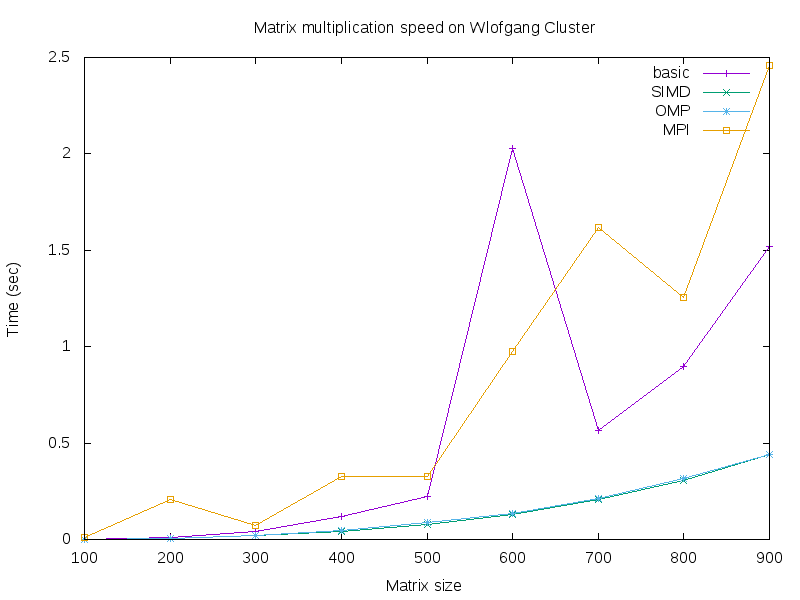 Matrix multiplication speed on Wlofgang Cluster
2.5
2
1.5
1
0.5
0
Time (sec)
basic
SIMD
OMP
MPI
100 200 300 400 500 600 700 800 900
Matrix size